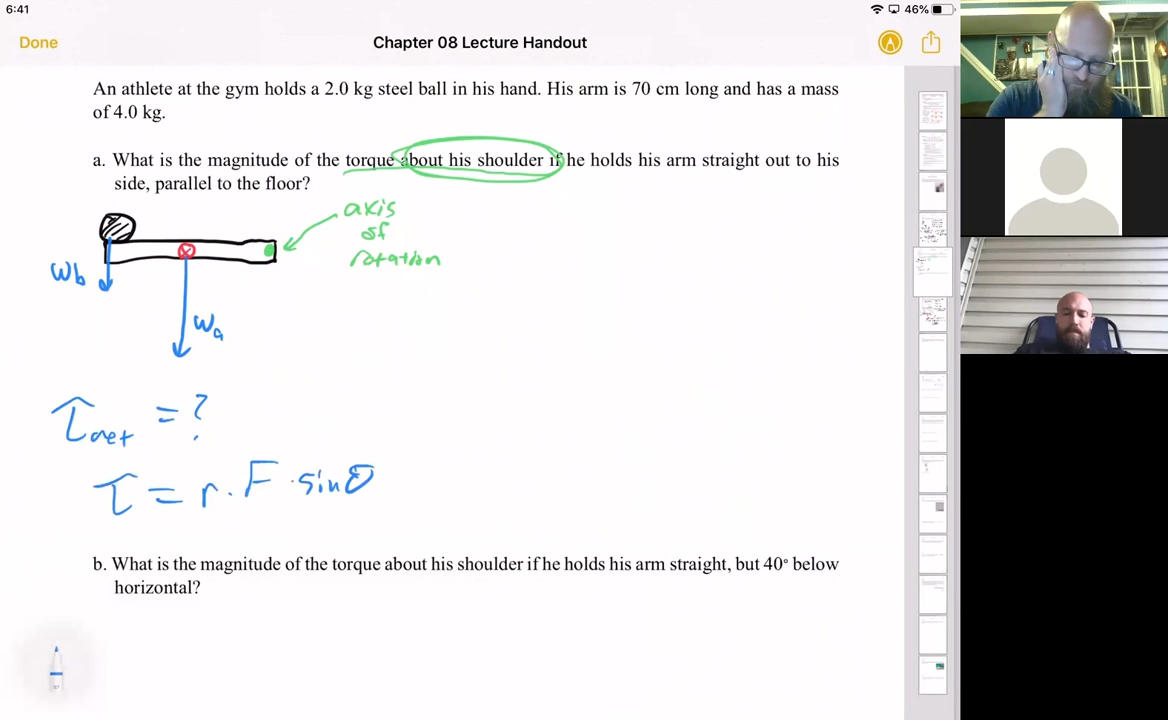 6:41
46%
Done
Chapter 08 Lecture Handout
An athlete at the gym holds a 2.0 kg steel ball in his hand. His arm is 70 cm long and has a mass
of 4.0 kg.
a. What is the magnitude of the torque about his shoulder if he holds his arm straight out to his
side, parallel to the floor?
axis
of
rotation
Wb
Wa
τnet = ?
τ = r · F · sinθ
b. What is the magnitude of the torque about his shoulder if he holds his arm straight, but 40° below
horizontal?